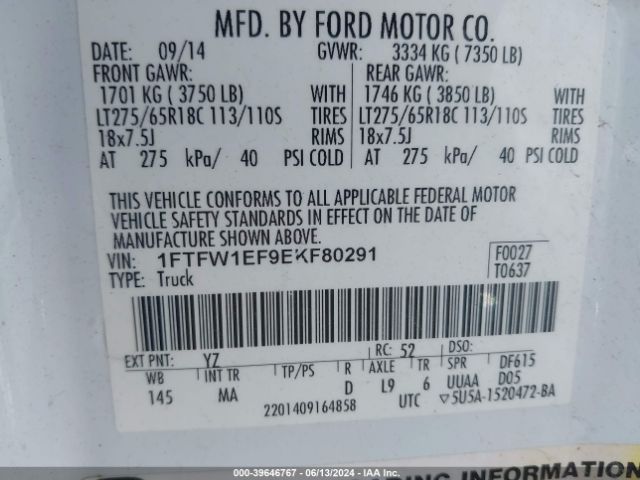 MFD. BY FORD MOTOR CO.
DATE: 09/14 GVWR: 3334 KG ( 7350 LB)
FRONT GAWR: REAR GAWR:
1701 KG ( 3750 LB) WITH 1746 KG ( 3850 LB) WITH
LT275/65R18C 113/110S TIRES LT275/65R18C 113/110S TIRES
18x7.5J RIMS 18x7.5J RIMS
AT 275 kPa/ 40 PSI COLD AT 275 kPa/ 40 PSI COLD
THIS VEHICLE CONFORMS TO ALL APPLICABLE FEDERAL MOTOR
VEHICLE SAFETY STANDARDS IN EFFECT ON THE DATE OF
MANUFACTURE SHOWN ABOVE.
VIN: 1FTFW1EF9EKF80291 F0027
TYPE: Truck T0637
EXT PNT: YZ RC: 52 DSO:
WB INT TR TP/PS R AXLE TR SPR DF615
145 MA D L9 6 UUAA D05
2201409164858 UTC ▽5U5A-1520472-BA
000-39646767 / 06/13/2024 / IAA Inc.
RING INFORMATION